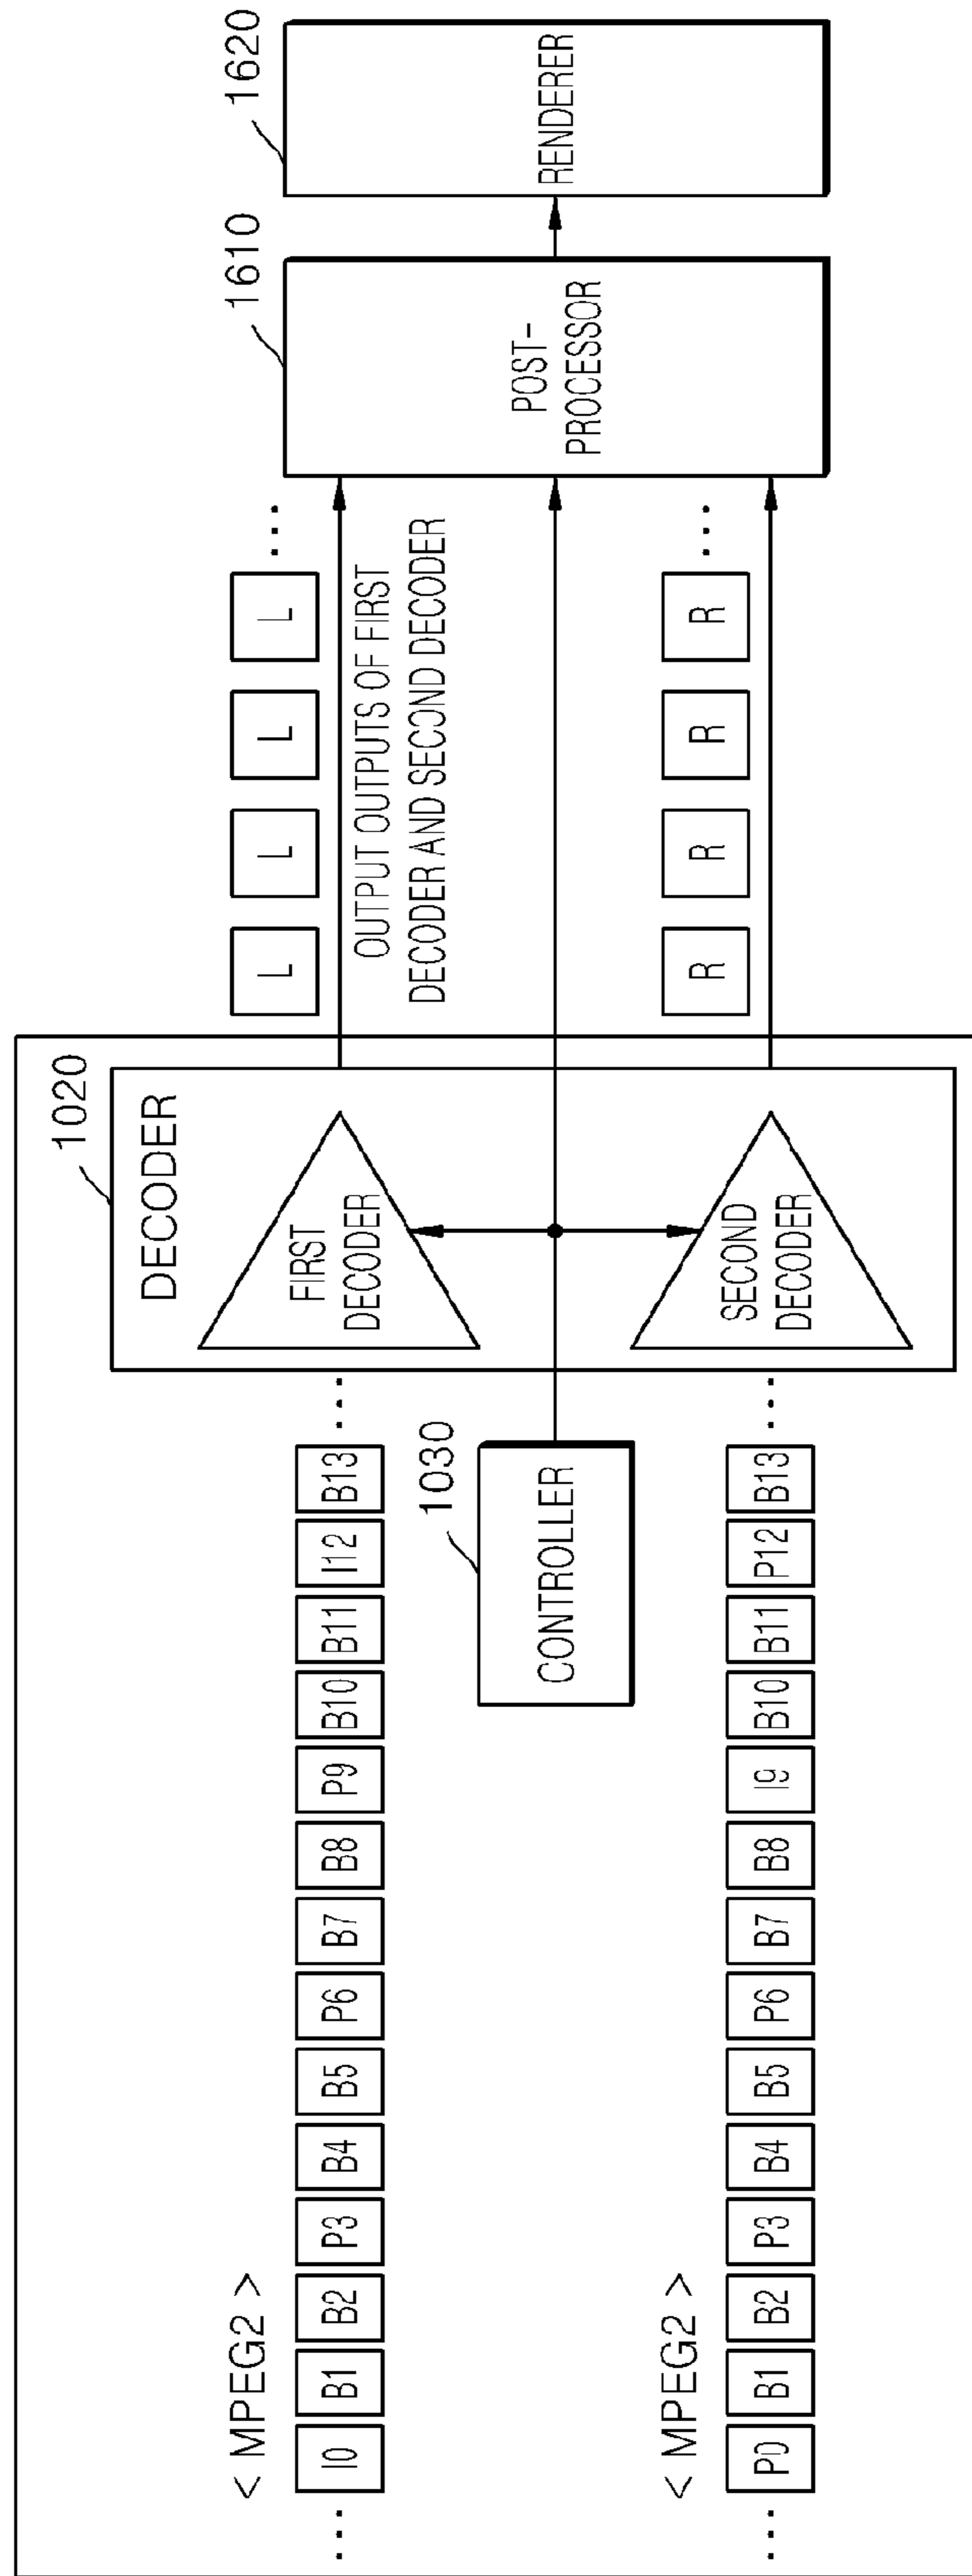 1020
DECODER
1610
1620
< MPEG2 >
... I0 B1 B2 P3 B4 B5 P6 B7 B8 P9 B10 B11 I12 B13 ...
FIRST
DECODER
L L L L ...
OUTPUT OUTPUTS OF FIRST
DECODER AND SECOND DECODER
1030
CONTROLLER
POST-
PROCESSOR
RENDERER
< MPEG2 >
... P0 B1 B2 P3 B4 B5 P6 B7 B8 I9 B10 B11 P12 B13 ...
SECOND
DECODER
R R R R ...